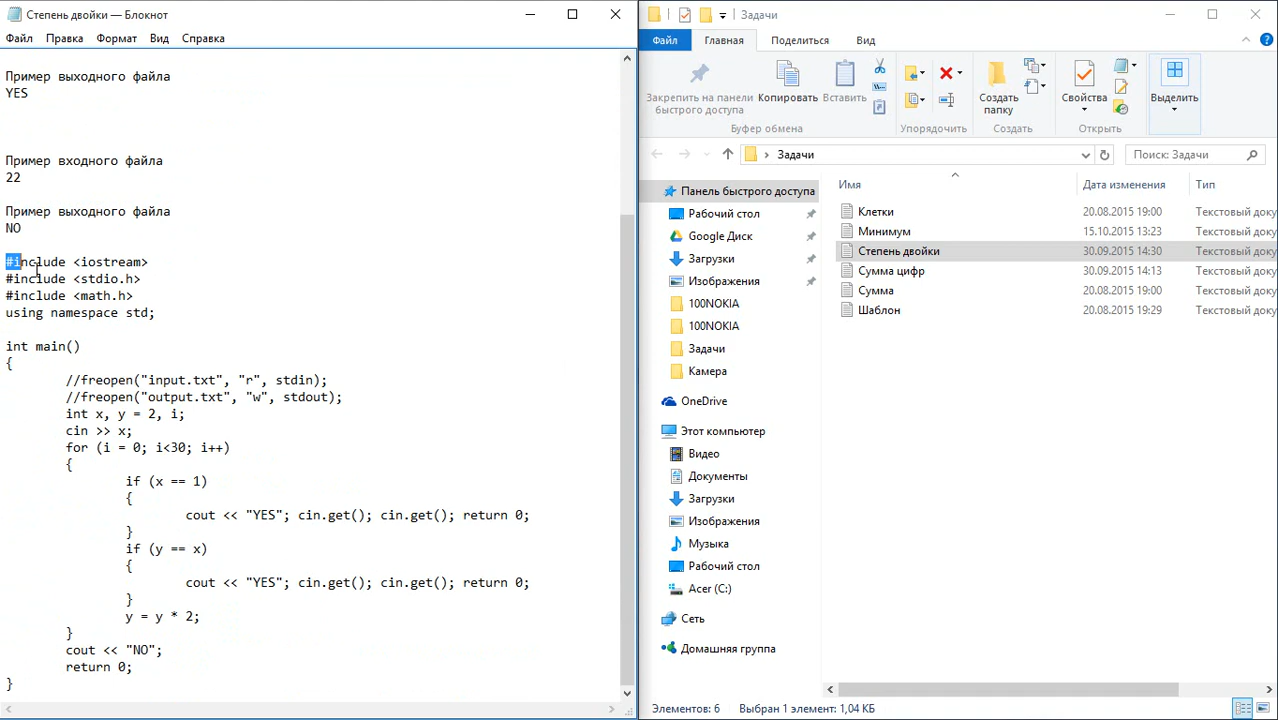 Степень двойки — Блокнот
Файл Правка Формат Вид Справка
Пример выходного файла
YES
Пример входного файла
22
Пример выходного файла
NO
#include <iostream>
#include <stdio.h>
#include <math.h>
using namespace std;
int main()
{
//freopen("input.txt", "r", stdin);
//freopen("output.txt", "w", stdout);
int x, y = 2, i;
cin >> x;
for (i = 0; i<30; i++)
{
if (x == 1)
{
cout << "YES"; cin.get(); cin.get(); return 0;
}
if (y == x)
{
cout << "YES"; cin.get(); cin.get(); return 0;
}
y = y * 2;
}
cout << "NO";
return 0;
}
Задачи
Файл Главная Поделиться Вид
Закрепить на панели
быстрого доступа
Копировать
Вставить
Создать
папку
Свойства
Выделить
Буфер обмена Упорядочить Создать Открыть
Задачи
Поиск: Задачи
Панель быстрого доступа
Рабочий стол
Google Диск
Загрузки
Изображения
100NOKIA
100NOKIA
Задачи
Камера
OneDrive
Этот компьютер
Видео
Документы
Загрузки
Изображения
Музыка
Рабочий стол
Acer (C:)
Сеть
Домашняя группа
Имя Дата изменения Тип
Клетки 20.08.2015 19:00 Текстовый доку
Минимум 15.10.2015 13:23 Текстовый доку
Степень двойки 30.09.2015 14:30 Текстовый доку
Сумма цифр 30.09.2015 14:13 Текстовый доку
Сумма 20.08.2015 19:00 Текстовый доку
Шаблон 20.08.2015 19:29 Текстовый доку
Элементов: 6 Выбран 1 элемент: 1,04 КБ